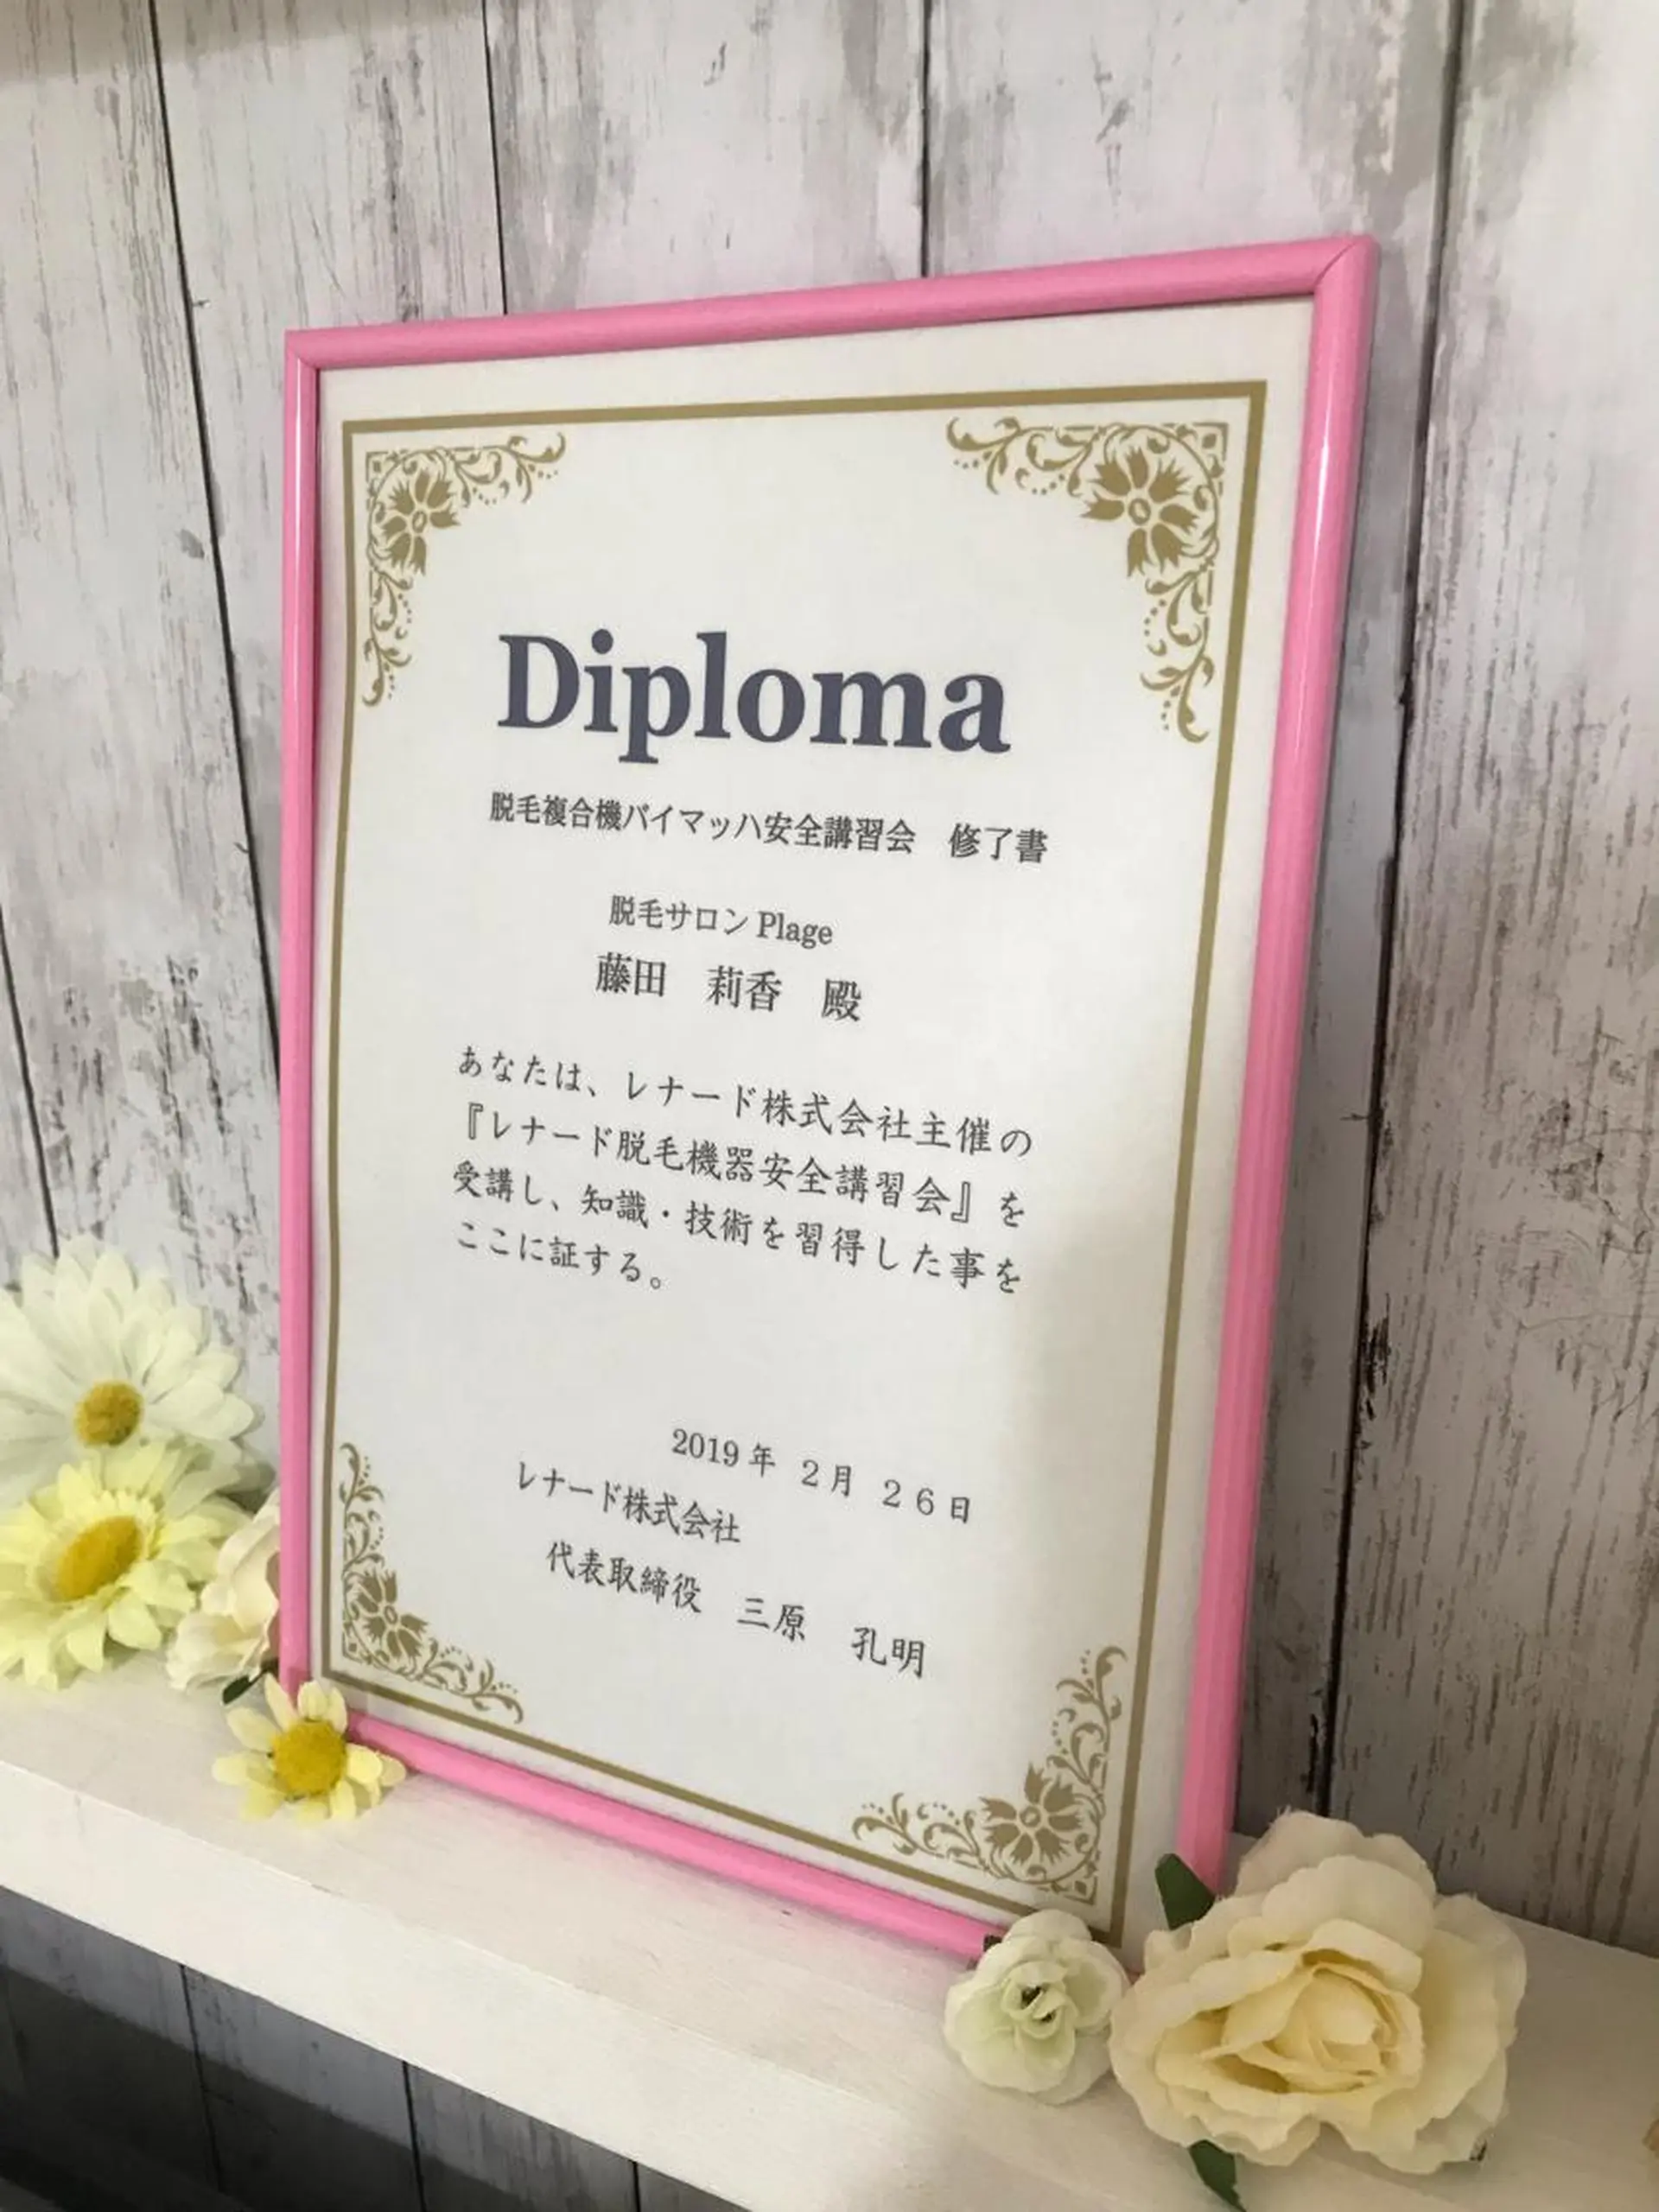 Diploma
脱毛複合機バイマッハ安全講習会　修了書
脱毛サロン Plage
藤田　莉香　殿
あなたは、レナード株式会社主催の
『レナード脱毛機器安全講習会』を
受講し、知識・技術を習得した事を
ここに証する。
2019年 2月 26日
レナード株式会社
代表取締役　三原　孔明